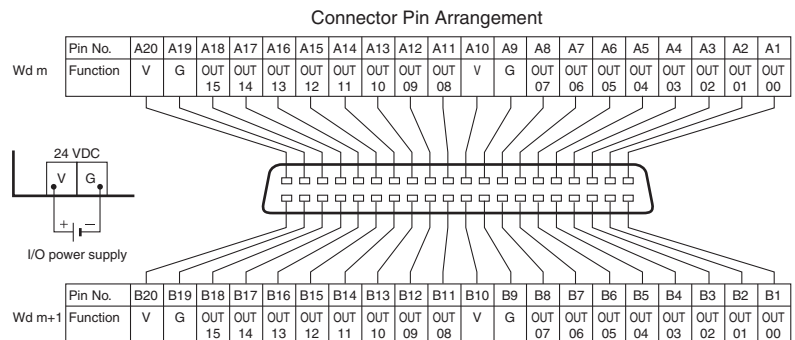 Connector Pin Arrangement
Pin No. A20 A19 A18 A17 A16 A15 A14 A13 A12 A11 A10 A9 A8 A7 A6 A5 A4 A3 A2 A1
Wd m Function V G OUT 15 OUT 14 OUT 13 OUT 12 OUT 11 OUT 10 OUT 09 OUT 08 V G OUT 07 OUT 06 OUT 05 OUT 04 OUT 03 OUT 02 OUT 01 OUT 00
24 VDC
V G
+ −
I/O power supply
Pin No. B20 B19 B18 B17 B16 B15 B14 B13 B12 B11 B10 B9 B8 B7 B6 B5 B4 B3 B2 B1
Wd m+1 Function V G OUT 15 OUT 14 OUT 13 OUT 12 OUT 11 OUT 10 OUT 09 OUT 08 V G OUT 07 OUT 06 OUT 05 OUT 04 OUT 03 OUT 02 OUT 01 OUT 00